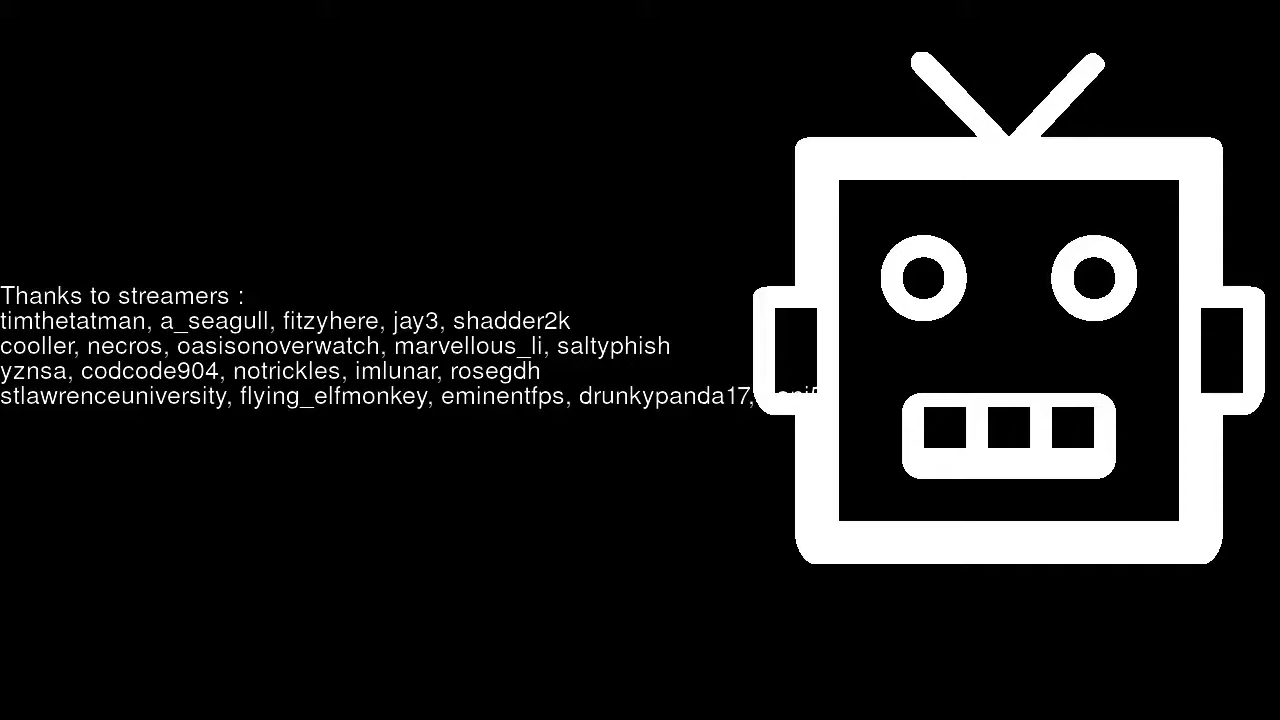 Thanks to streamers :
timthetatman, a_seagull, fitzyhere, jay3, shadder2k
cooller, necros, oasisonoverwatch, marvellous_li, saltyphish
yznsa, codcode904, notrickles, imlunar, rosegdh
stlawrenceuniversity, flying_elfmonkey, eminentfps, drunkypanda17,